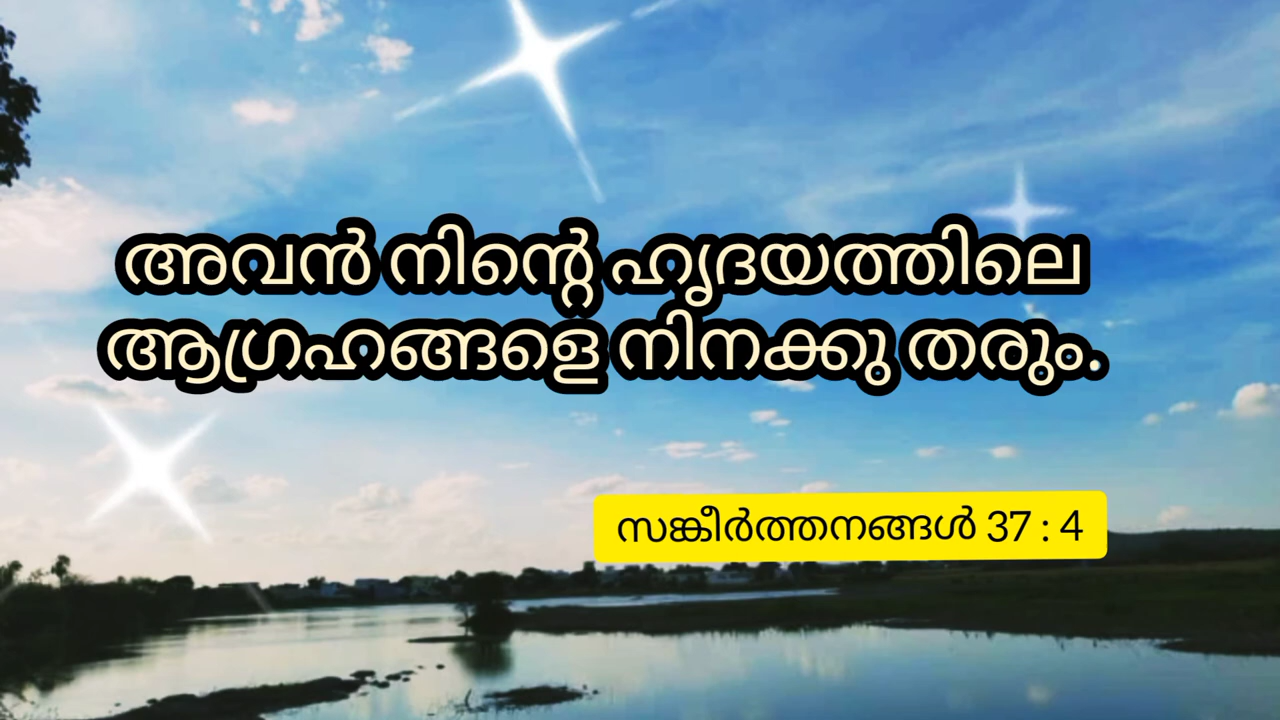 അവൻ നിന്റെ ഹൃദയത്തിലെ
ആഗ്രഹങ്ങളെ നിനക്കു തരും.
സങ്കീർത്തനങ്ങൾ 37 : 4